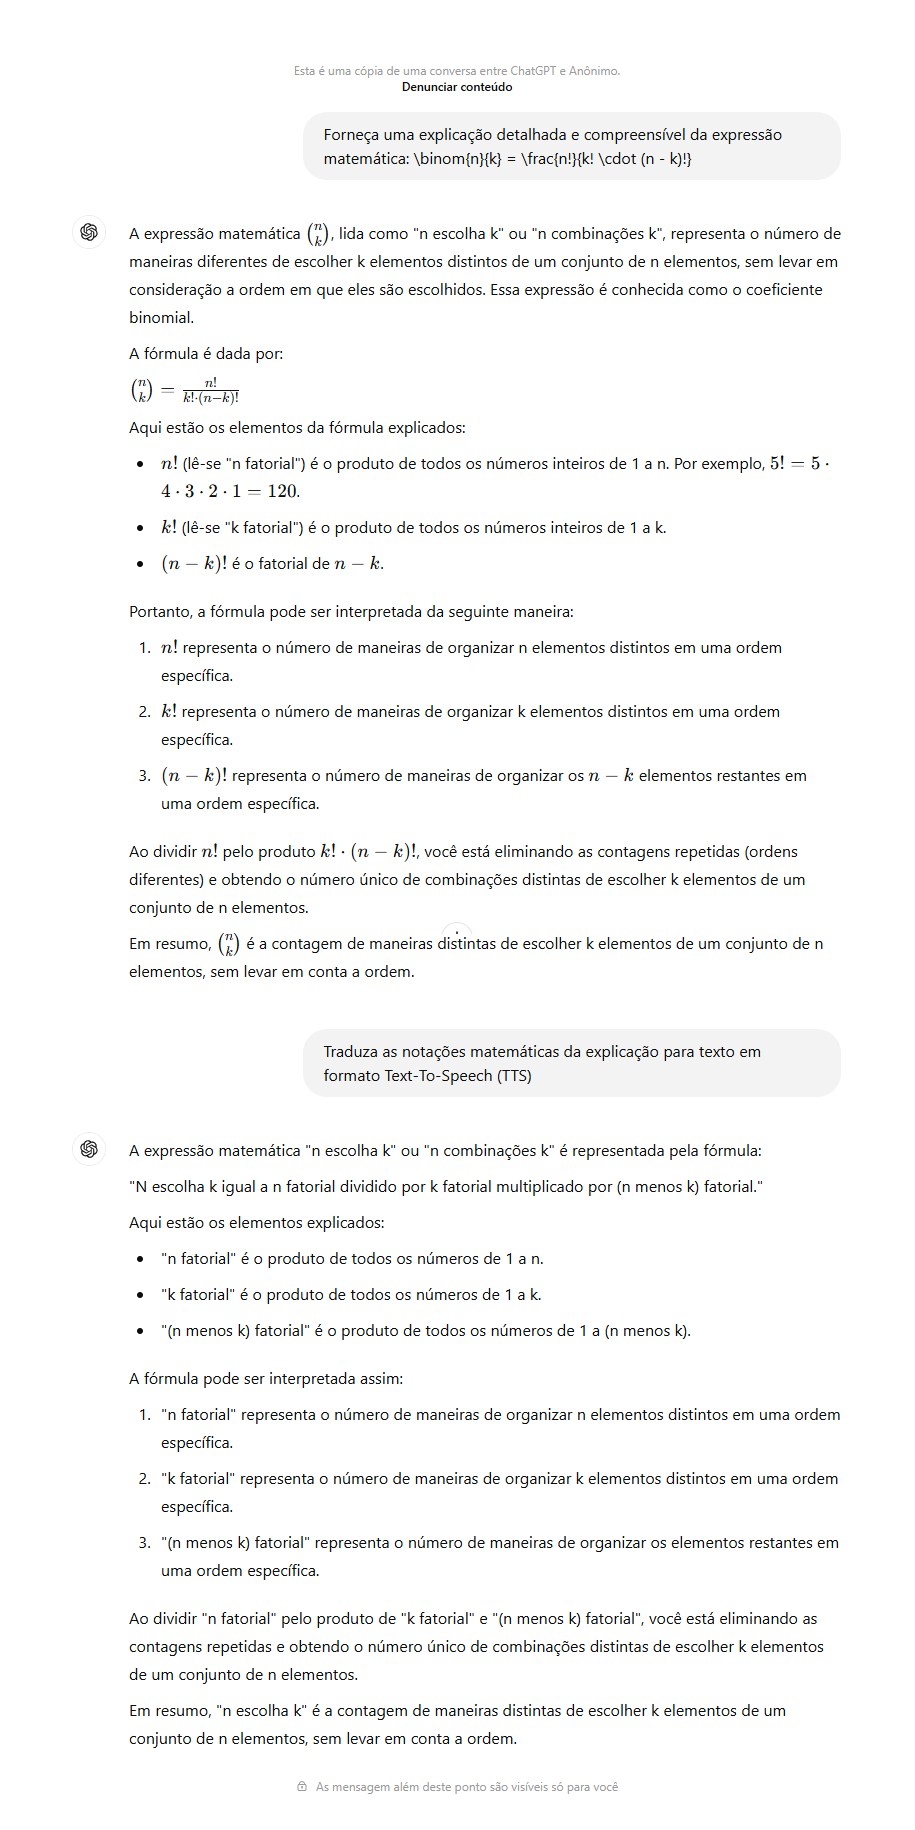 Esta é uma cópia de uma conversa entre ChatGPT e Anônimo.
Denunciar conteúdo
Forneça uma explicação detalhada e compreensível da expressão
matemática: \binom{n}{k} = \frac{n!}{k! \cdot (n - k)!}
A expressão matemática $\binom{n}{k}$, lida como "n escolha k" ou "n combinações k", representa o número de
maneiras diferentes de escolher k elementos distintos de um conjunto de n elementos, sem levar em
consideração a ordem em que eles são escolhidos. Essa expressão é conhecida como o coeficiente
binomial.
A fórmula é dada por:
$\binom{n}{k} = \frac{n!}{k! \cdot (n-k)!}$
Aqui estão os elementos da fórmula explicados:
• n! (lê-se "n fatorial") é o produto de todos os números inteiros de 1 a n. Por exemplo, 5! = 5 ·
4 · 3 · 2 · 1 = 120.
• k! (lê-se "k fatorial") é o produto de todos os números inteiros de 1 a k.
• (n − k)! é o fatorial de n − k.
Portanto, a fórmula pode ser interpretada da seguinte maneira:
1. n! representa o número de maneiras de organizar n elementos distintos em uma ordem
específica.
2. k! representa o número de maneiras de organizar k elementos distintos em uma ordem
específica.
3. (n − k)! representa o número de maneiras de organizar os n − k elementos restantes em
uma ordem específica.
Ao dividir n! pelo produto k! · (n − k)!, você está eliminando as contagens repetidas (ordens
diferentes) e obtendo o número único de combinações distintas de escolher k elementos de um
conjunto de n elementos.
Em resumo, $\binom{n}{k}$ é a contagem de maneiras distintas de escolher k elementos de um conjunto de n
elementos, sem levar em conta a ordem.
Traduza as notações matemáticas da explicação para texto em
formato Text-To-Speech (TTS)
A expressão matemática "n escolha k" ou "n combinações k" é representada pela fórmula:
"N escolha k igual a n fatorial dividido por k fatorial multiplicado por (n menos k) fatorial."
Aqui estão os elementos explicados:
• "n fatorial" é o produto de todos os números de 1 a n.
• "k fatorial" é o produto de todos os números de 1 a k.
• "(n menos k) fatorial" é o produto de todos os números de 1 a (n menos k).
A fórmula pode ser interpretada assim:
1. "n fatorial" representa o número de maneiras de organizar n elementos distintos em uma ordem
específica.
2. "k fatorial" representa o número de maneiras de organizar k elementos distintos em uma ordem
específica.
3. "(n menos k) fatorial" representa o número de maneiras de organizar os elementos restantes em
uma ordem específica.
Ao dividir "n fatorial" pelo produto de "k fatorial" e "(n menos k) fatorial", você está eliminando as
contagens repetidas e obtendo o número único de combinações distintas de escolher k elementos
de um conjunto de n elementos.
Em resumo, "n escolha k" é a contagem de maneiras distintas de escolher k elementos de um
conjunto de n elementos, sem levar em conta a ordem.
As mensagem além deste ponto são visíveis só para você